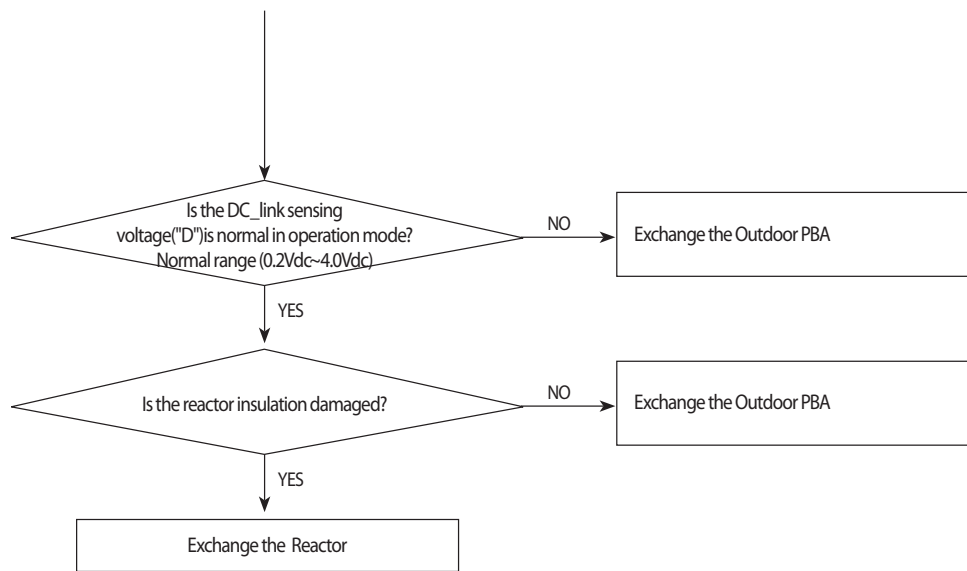 Is the DC_link sensing
voltage("D")is normal in operation mode?
Normal range (0.2Vdc~4.0Vdc)
NO
Exchange the Outdoor PBA
YES
Is the reactor insulation damaged?
NO
Exchange the Outdoor PBA
YES
Exchange the Reactor